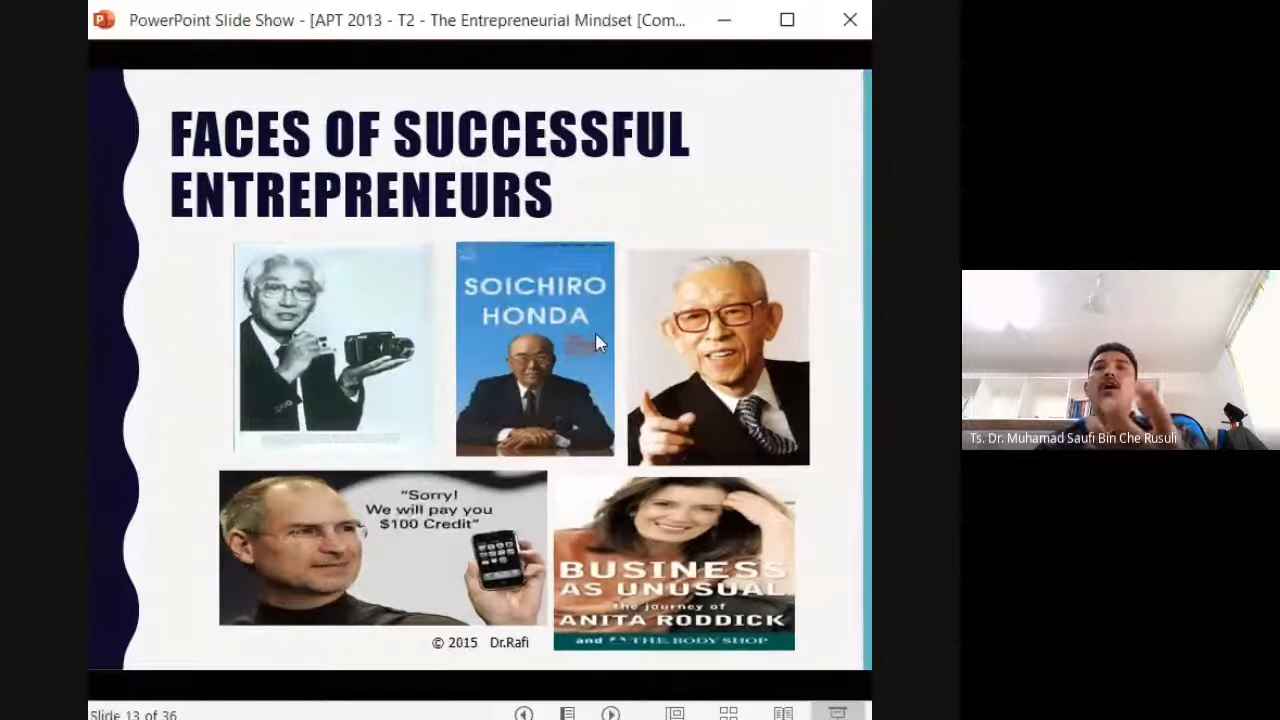 PowerPoint Slide Show - [APT 2013 - T2 - The Entrepreneurial Mindset [Com...
FACES OF SUCCESSFUL
ENTREPRENEURS
SOICHIRO
HONDA
"Sorry!
We will pay you
$100 Credit"
BUSINESS
AS UNUSUAL
the journey of
ANITA RODDICK
and THE BODY SHOP
© 2015 Dr.Rafi
Ts. Dr. Muhamad Saufi Bin Che Rusuli
Slide 13 of 36